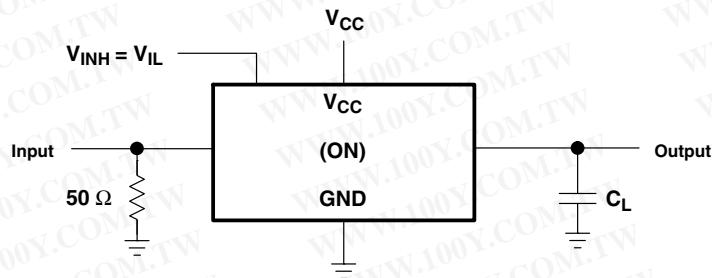 V_CC
V_INH = V_IL
V_CC
Input
(ON)
Output
50 Ω
GND
C_L
WWW.100Y.COM.TW